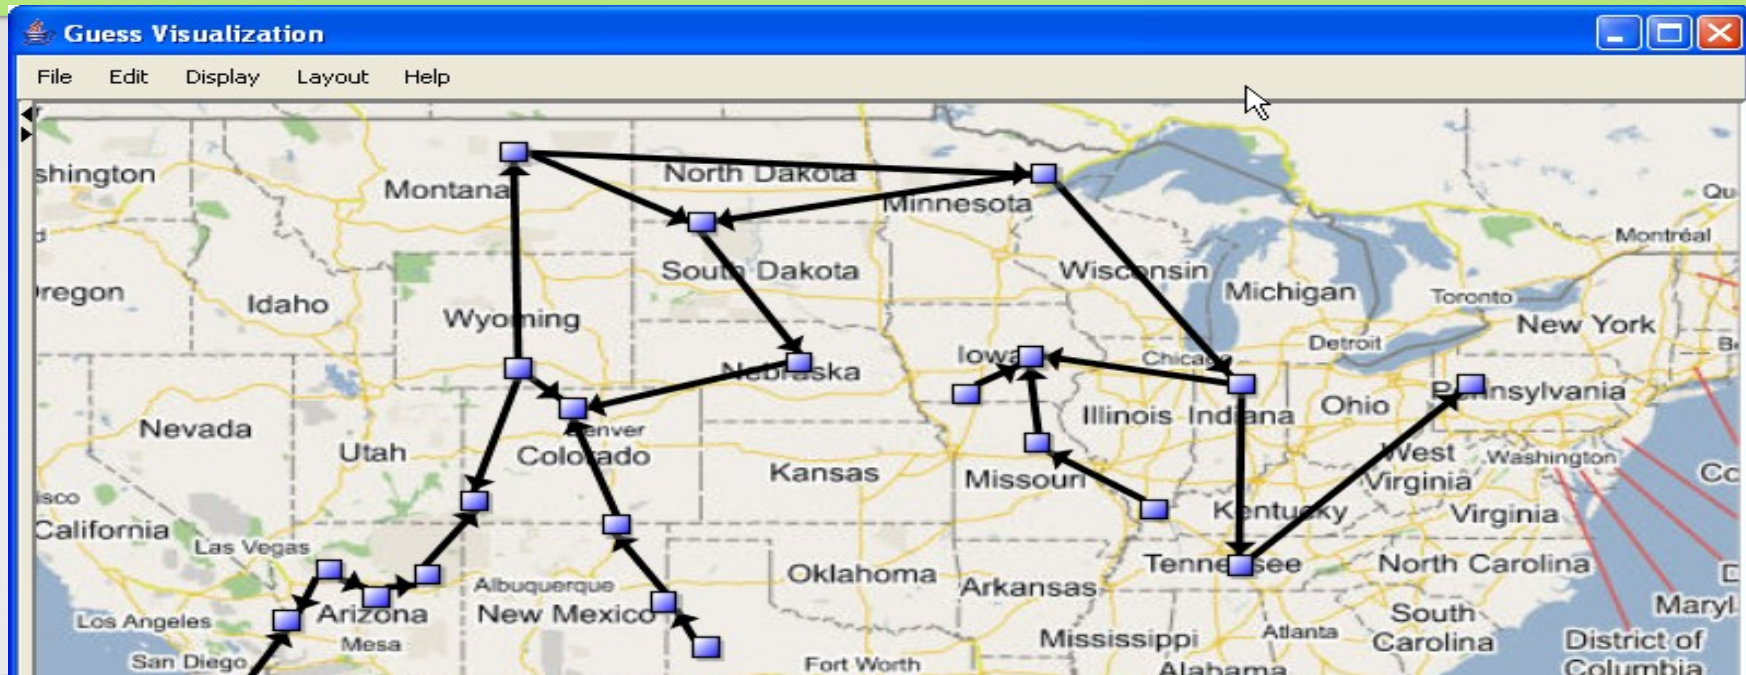 Guess Visualization
File Edit Display Layout Help
shington
Montana
North Dakota
Minnesota
Qu
Montréal
regon
Idaho
Wyoming
South Dakota
Wisconsin
Michigan
Toronto
New York
Detroit
Iowa
Chicago
Nebraska
Pennsylvania
Nevada
Utah
Denver
Colorado
Kansas
Missouri
Illinois
Indiana
Ohio
West
Virginia
Washington
Co
isco
California
Las Vegas
Kentucky
Virginia
Albuquerque
Oklahoma
Arkansas
Tennessee
North Carolina
Los Angeles
Arizona
New Mexico
Mesa
San Diego
Fort Worth
Mississippi
Atlanta
South
Carolina
Maryl
District of
Columbia
Alabama